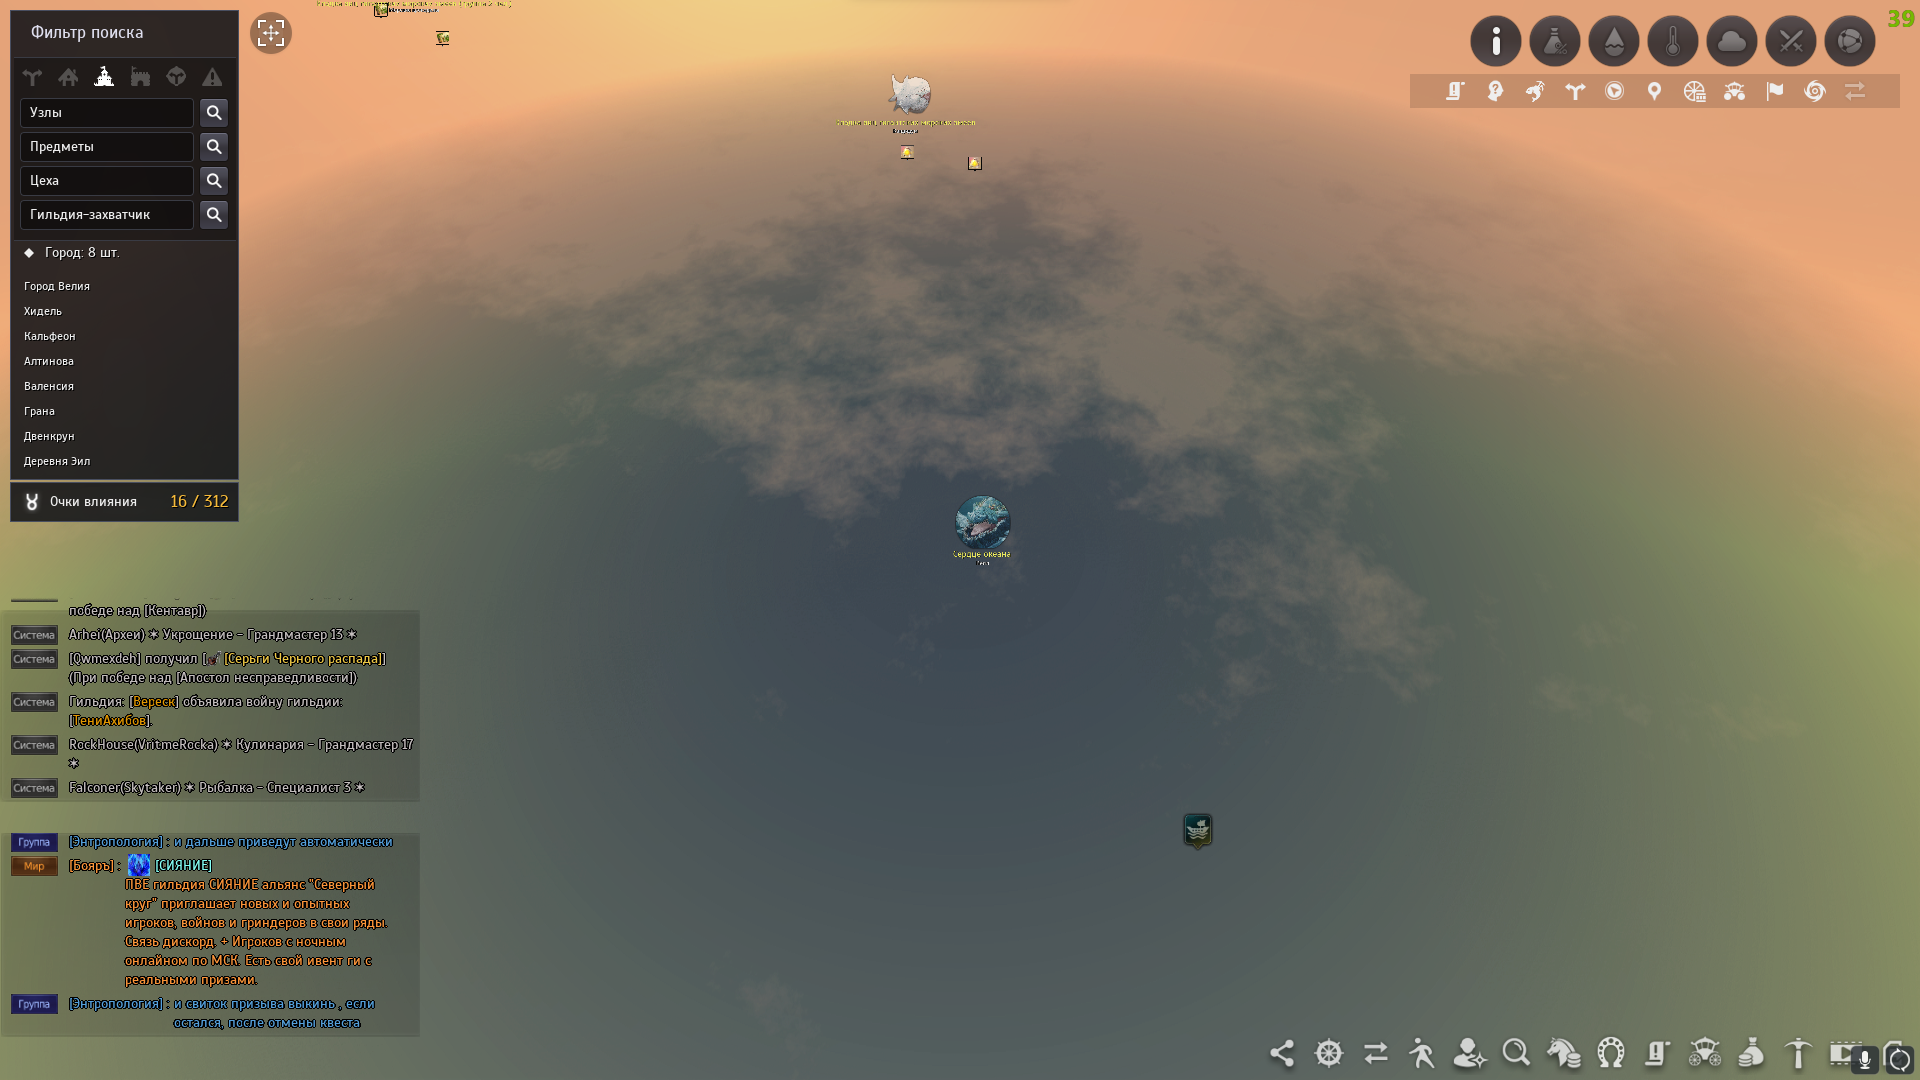 39
Фильтр поиска
Узлы
Предметы
Цеха
Гильдия-захватчик
Город: 8 шт.
Город Велия
Хидель
Кальфеон
Алтинова
Валенсия
Грана
Двенкрун
Деревня Эил
Очки влияния 16 / 312
Сердце океана
победе над [Кентавр])
Система Arhei(Археи) ✶ Укрощение - Грандмастер 13 ✶
Система [Qwmexdeh] получил [[Серьги Черного распада]]
(При победе над [Апостол несправедливости])
Система Гильдия: [Вереск] объявила войну гильдии:
[ТениАхибов].
Система RockHouse(VritmeRocka) ✶ Кулинария - Грандмастер 17
✶
Система Falconer(Skytaker) ✶ Рыбалка - Специалист 3 ✶
Группа [Энтропология] : и дальше приведут автоматически
Мир [Бояръ] : [СИЯНИЕ]
ПВЕ гильдия СИЯНИЕ альянс "Северный
круг" приглашает новых и опытных
игроков, войнов и гриндеров в свои ряды.
Связь дискорд. + Игроков с ночным
онлайном по МСК. Есть свой ивент ги с
реальными призами.
Группа [Энтропология] : и свиток призыва выкинь , если
остался, после отмены квеста